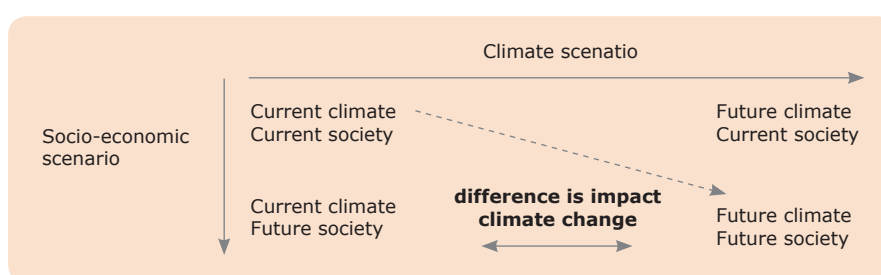 Climate scenatio
Current climate
Current society
Future climate
Current society
Socio-economic
scenario
Current climate
Future society
difference is impact
climate change
Future climate
Future society